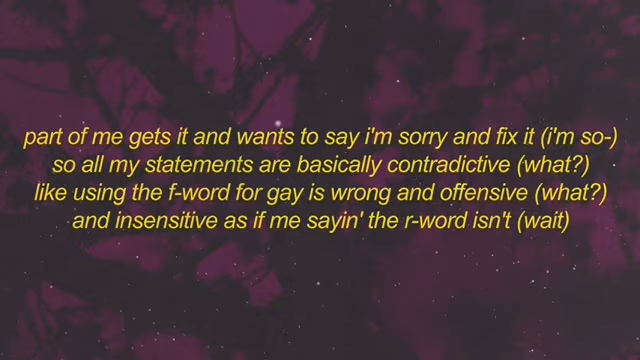 part of me gets it and wants to say i'm sorry and fix it (i'm so-)
so all my statements are basically contradictive (what?)
like using the f-word for gay is wrong and offensive (what?)
and insensitive as if me sayin' the r-word isn't (wait)